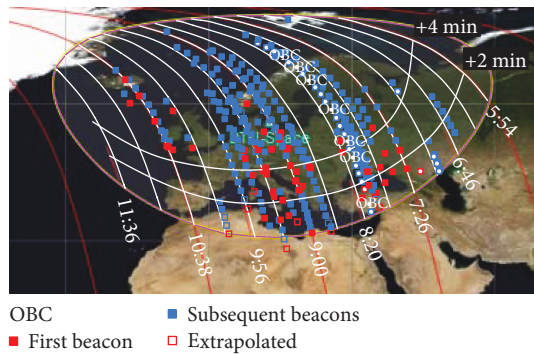 +4 min
+2 min
OBC
OBC
OBC
OBC
OBC
OBC
OBC
5:54
6:46
7:26
8:20
9:00
9:56
10:38
11:36
OBC
Subsequent beacons
First beacon
Extrapolated